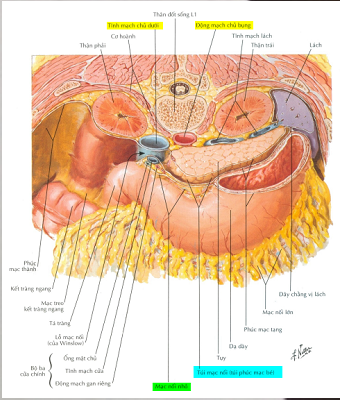 Thân đốt sống L1
Tĩnh mạch chủ dưới
Động mạch chủ bụng
Cơ hoành
Tĩnh mạch lách
Thận phải
Thận trái
Lách
Phúc
mạc thành
Kết tràng ngang
Mạc treo
kết tràng ngang
Tá tràng
Lỗ mạc nối
(của Winslow)
Bộ ba
cửa chính
Ống mật chủ
Tĩnh mạch cửa
Động mạch gan riêng
Mạc nối nhỏ
Túi mạc nối (túi phúc mạc bé)
Tụy
Dạ dày
Phúc mạc tạng
Mạc nối lớn
Dây chằng vị lách